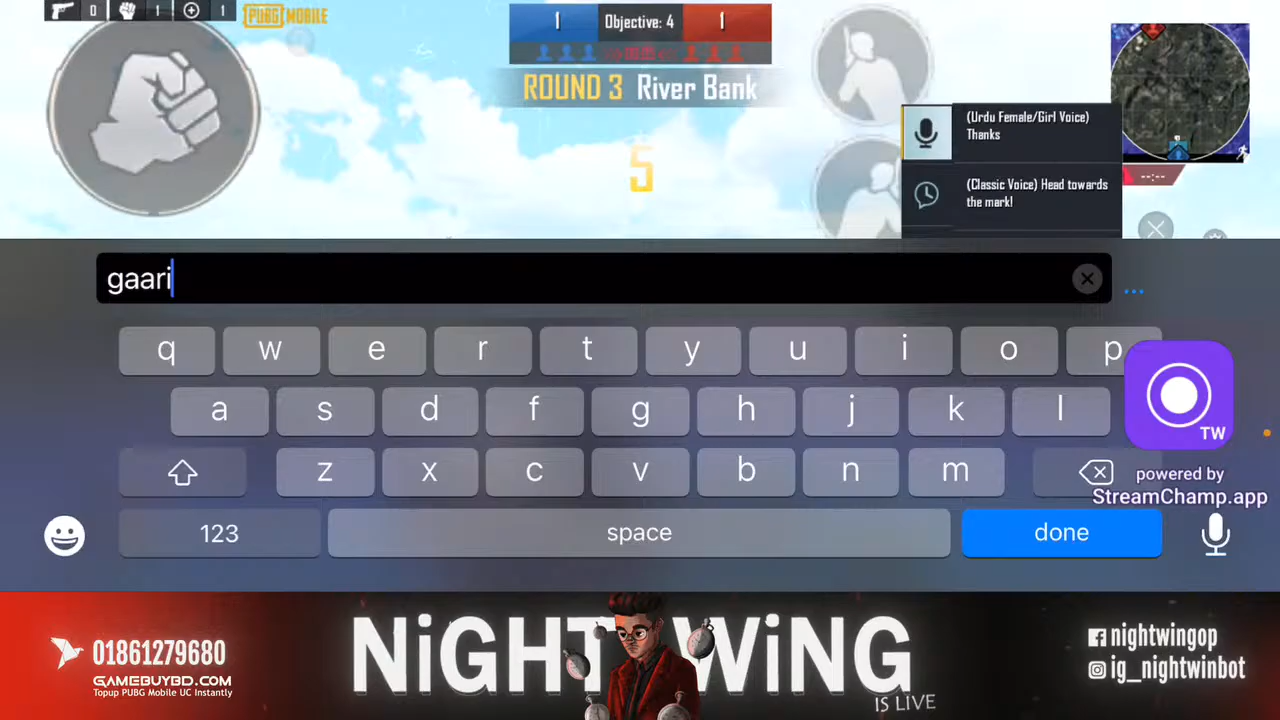 0 1 1
PUBG MOBILE
1 Objective: 4 1
ROUND 3 River Bank
5
(Urdu Female/Girl Voice)
Thanks
(Classic Voice) Head towards
the mark!
--:--
gaari
...
q w e r t y u i o p
a s d f g h j k l
z x c v b n m
123 space done
TW
powered by
StreamChamp.app
01861279680
GAMEBUYBD.COM
Topup PUBG Mobile UC Instantly
NiGHT WiNG
IS LIVE
nightwingop
ig_nightwinbot